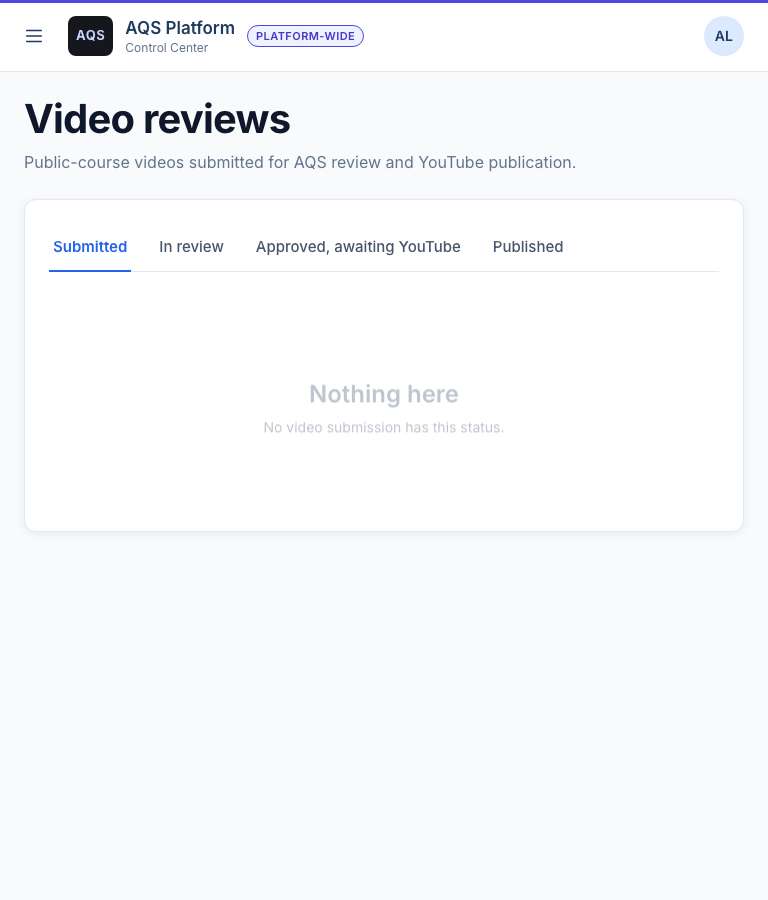 AQS
AQS Platform
Control Center
PLATFORM-WIDE
AL
Video reviews
Public-course videos submitted for AQS review and YouTube publication.
Submitted
In review
Approved, awaiting YouTube
Published
Nothing here
No video submission has this status.